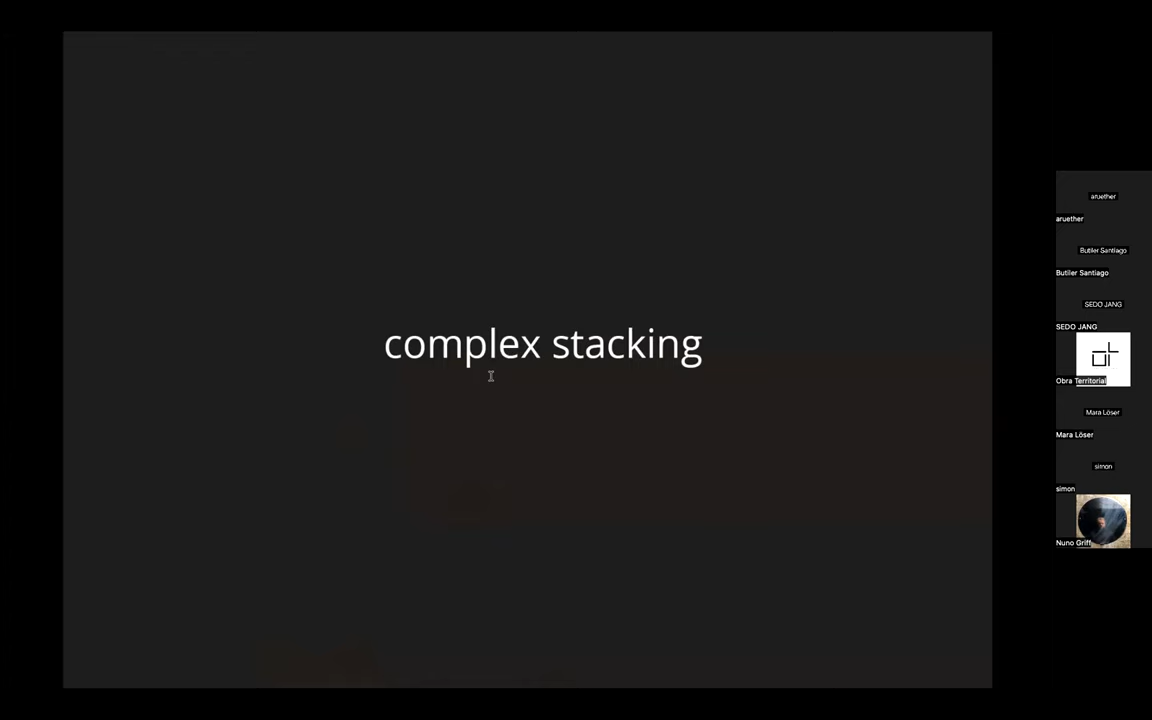 complex stacking
aruether
aruether
Butiler Santiago
Butiler Santiago
SEDO JANG
SEDO JANG
Obra Territorial
Mara Löser
Mara Löser
simon
simon
Nuno Griff